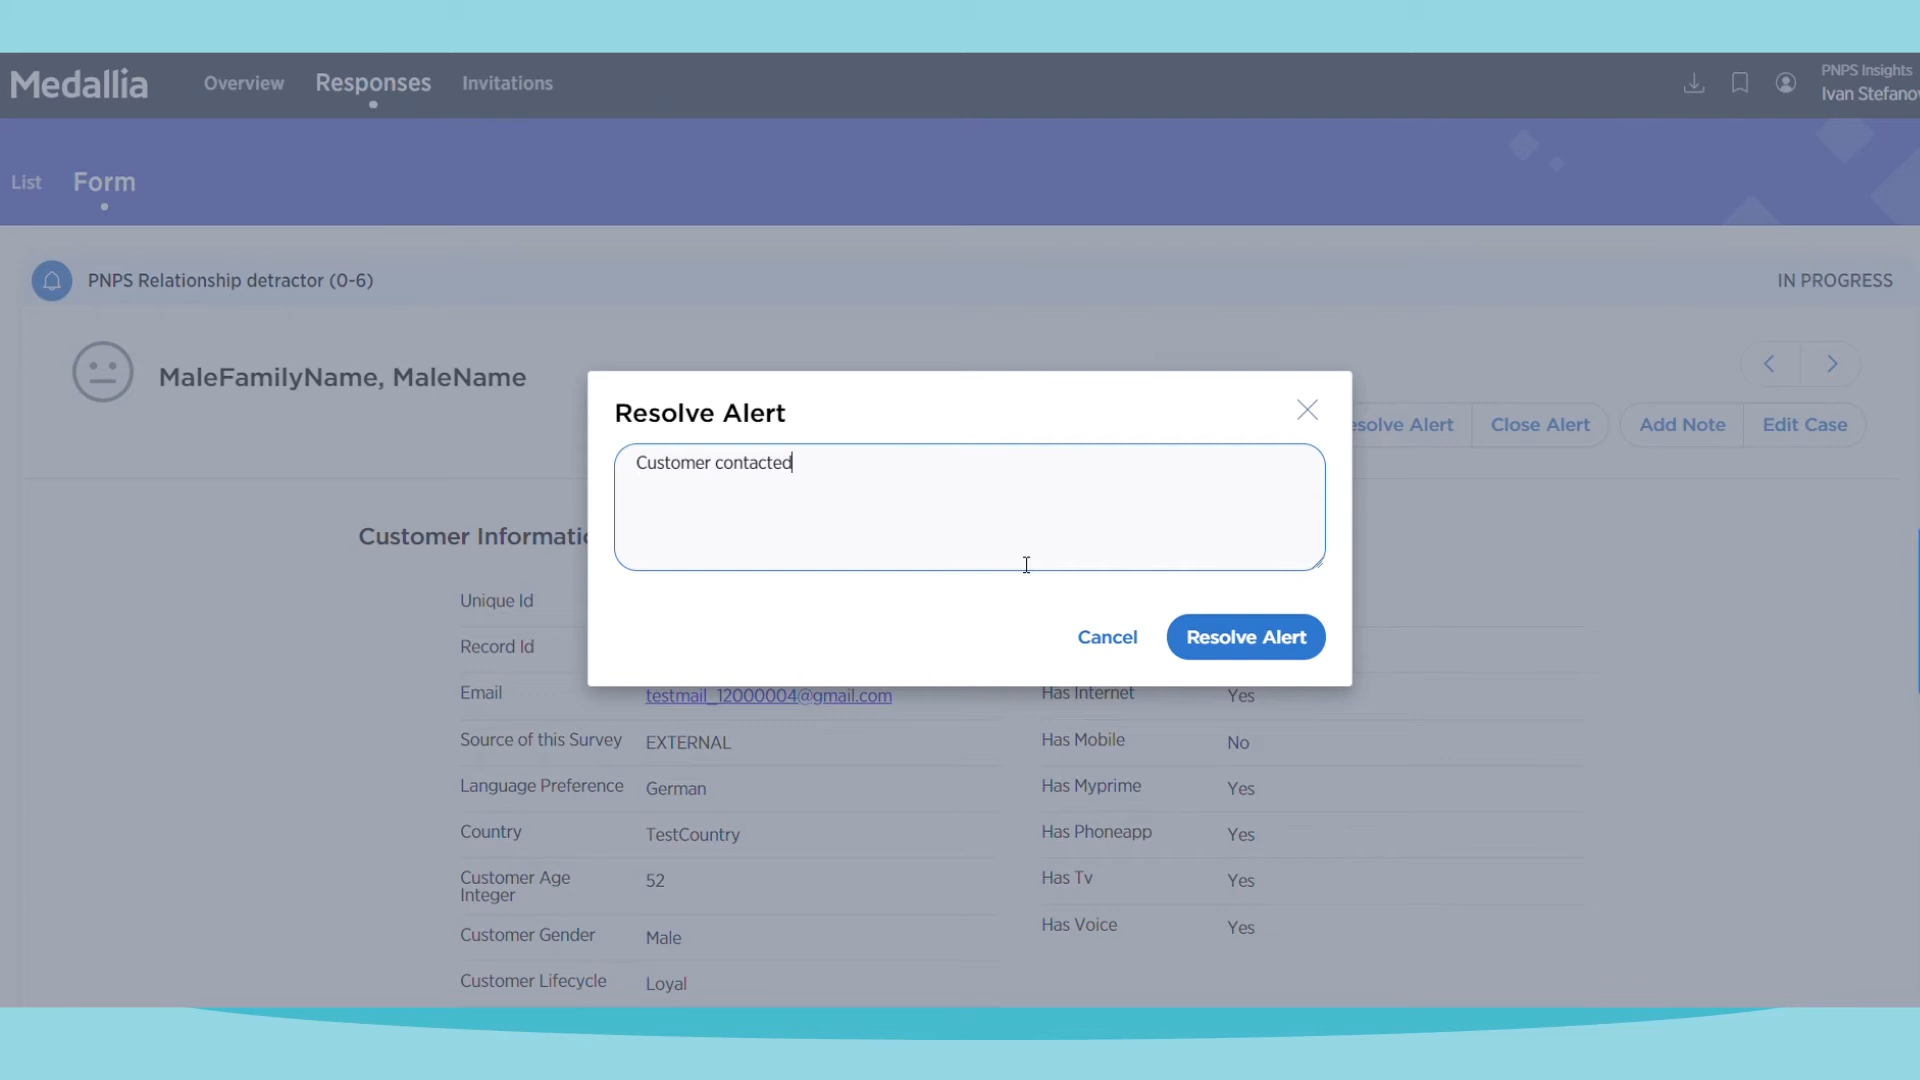 Medallia
Overview
Responses
Invitations
PNPS Insights
Ivan Stefanov
List
Form
PNPS Relationship detractor (0-6)
IN PROGRESS
MaleFamilyName, MaleName
Resolve Alert
Customer contacted
Cancel
Resolve Alert
esolve Alert
Close Alert
Add Note
Edit Case
Customer Informatio
Unique Id
Record Id
Email testmail_12000004@gmail.com
Source of this Survey EXTERNAL
Language Preference German
Country TestCountry
Customer Age
Integer
52
Customer Gender Male
Customer Lifecycle Loyal
Has Internet Yes
Has Mobile No
Has Myprime Yes
Has Phoneapp Yes
Has Tv Yes
Has Voice Yes